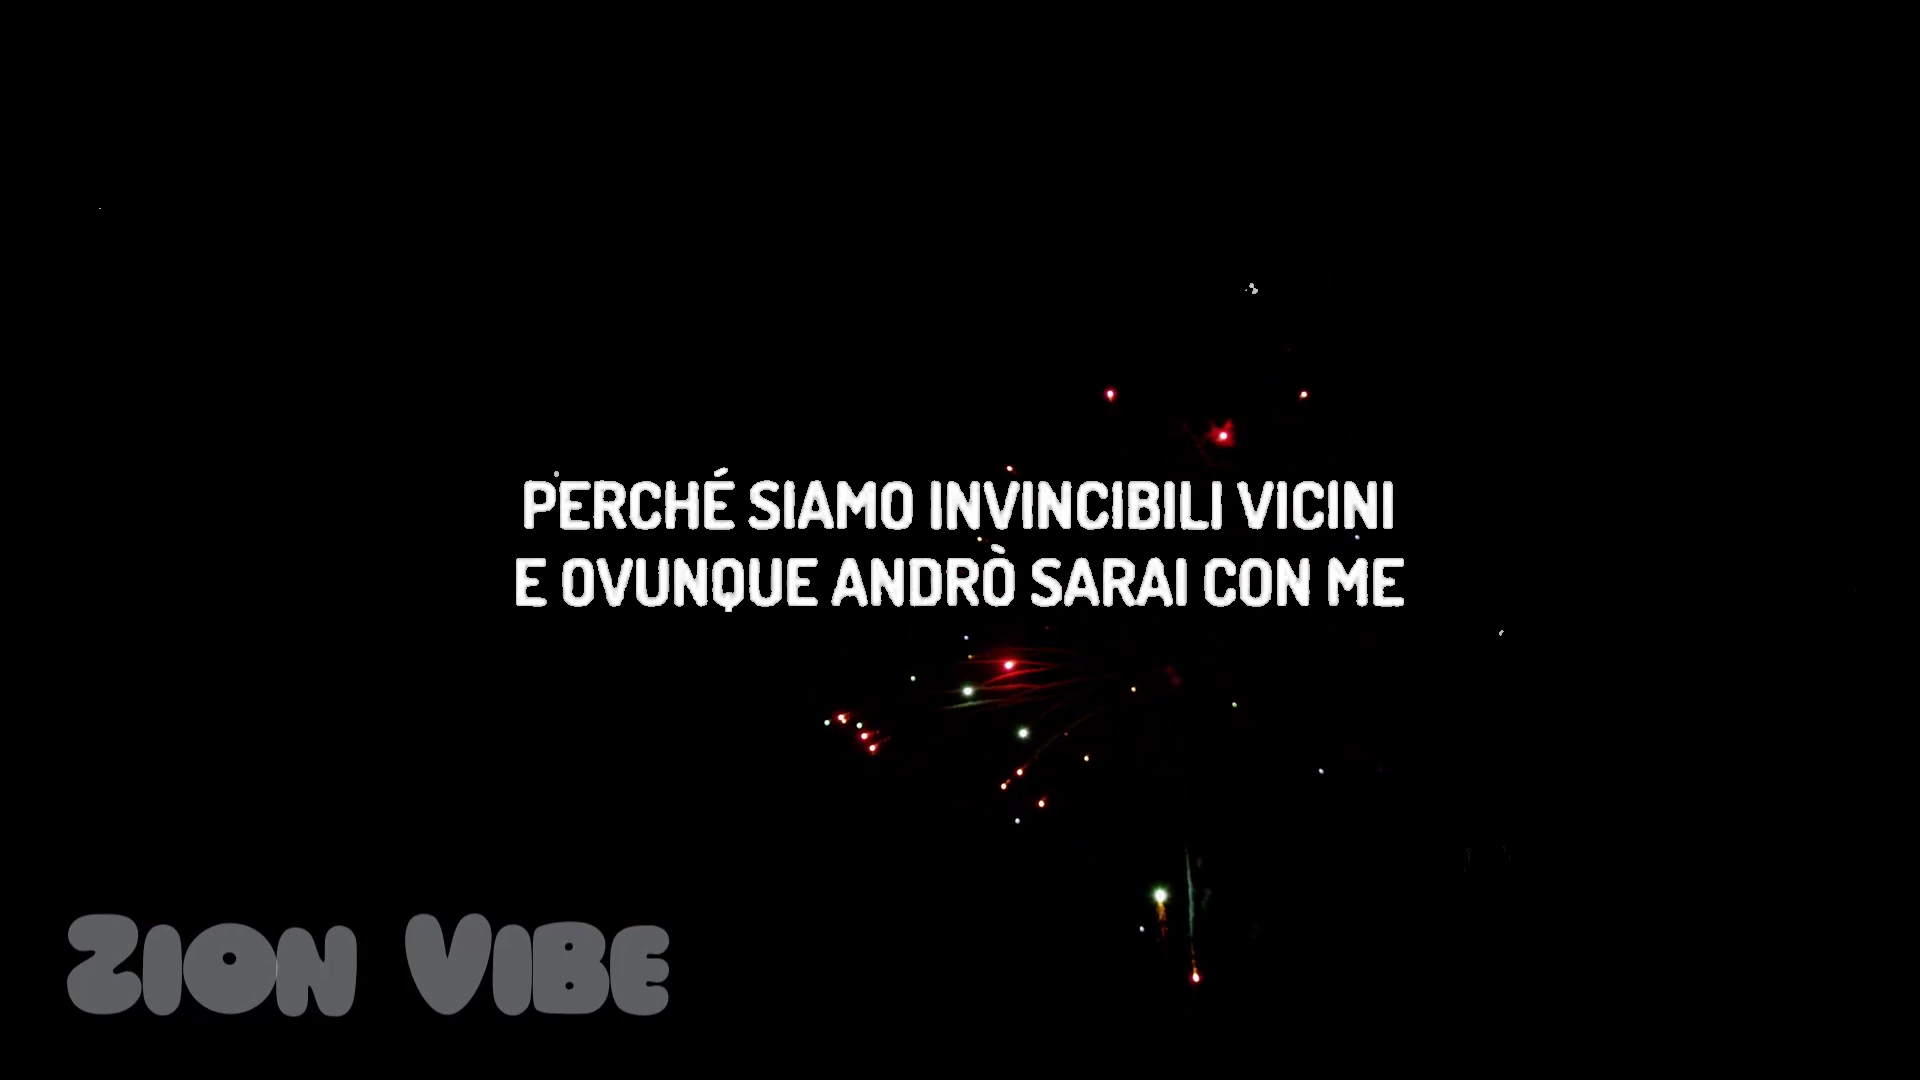 PERCHÉ SIAMO INVINCIBILI VICINI
E OVUNQUE ANDRÒ SARAI CON ME
ZION VIBE